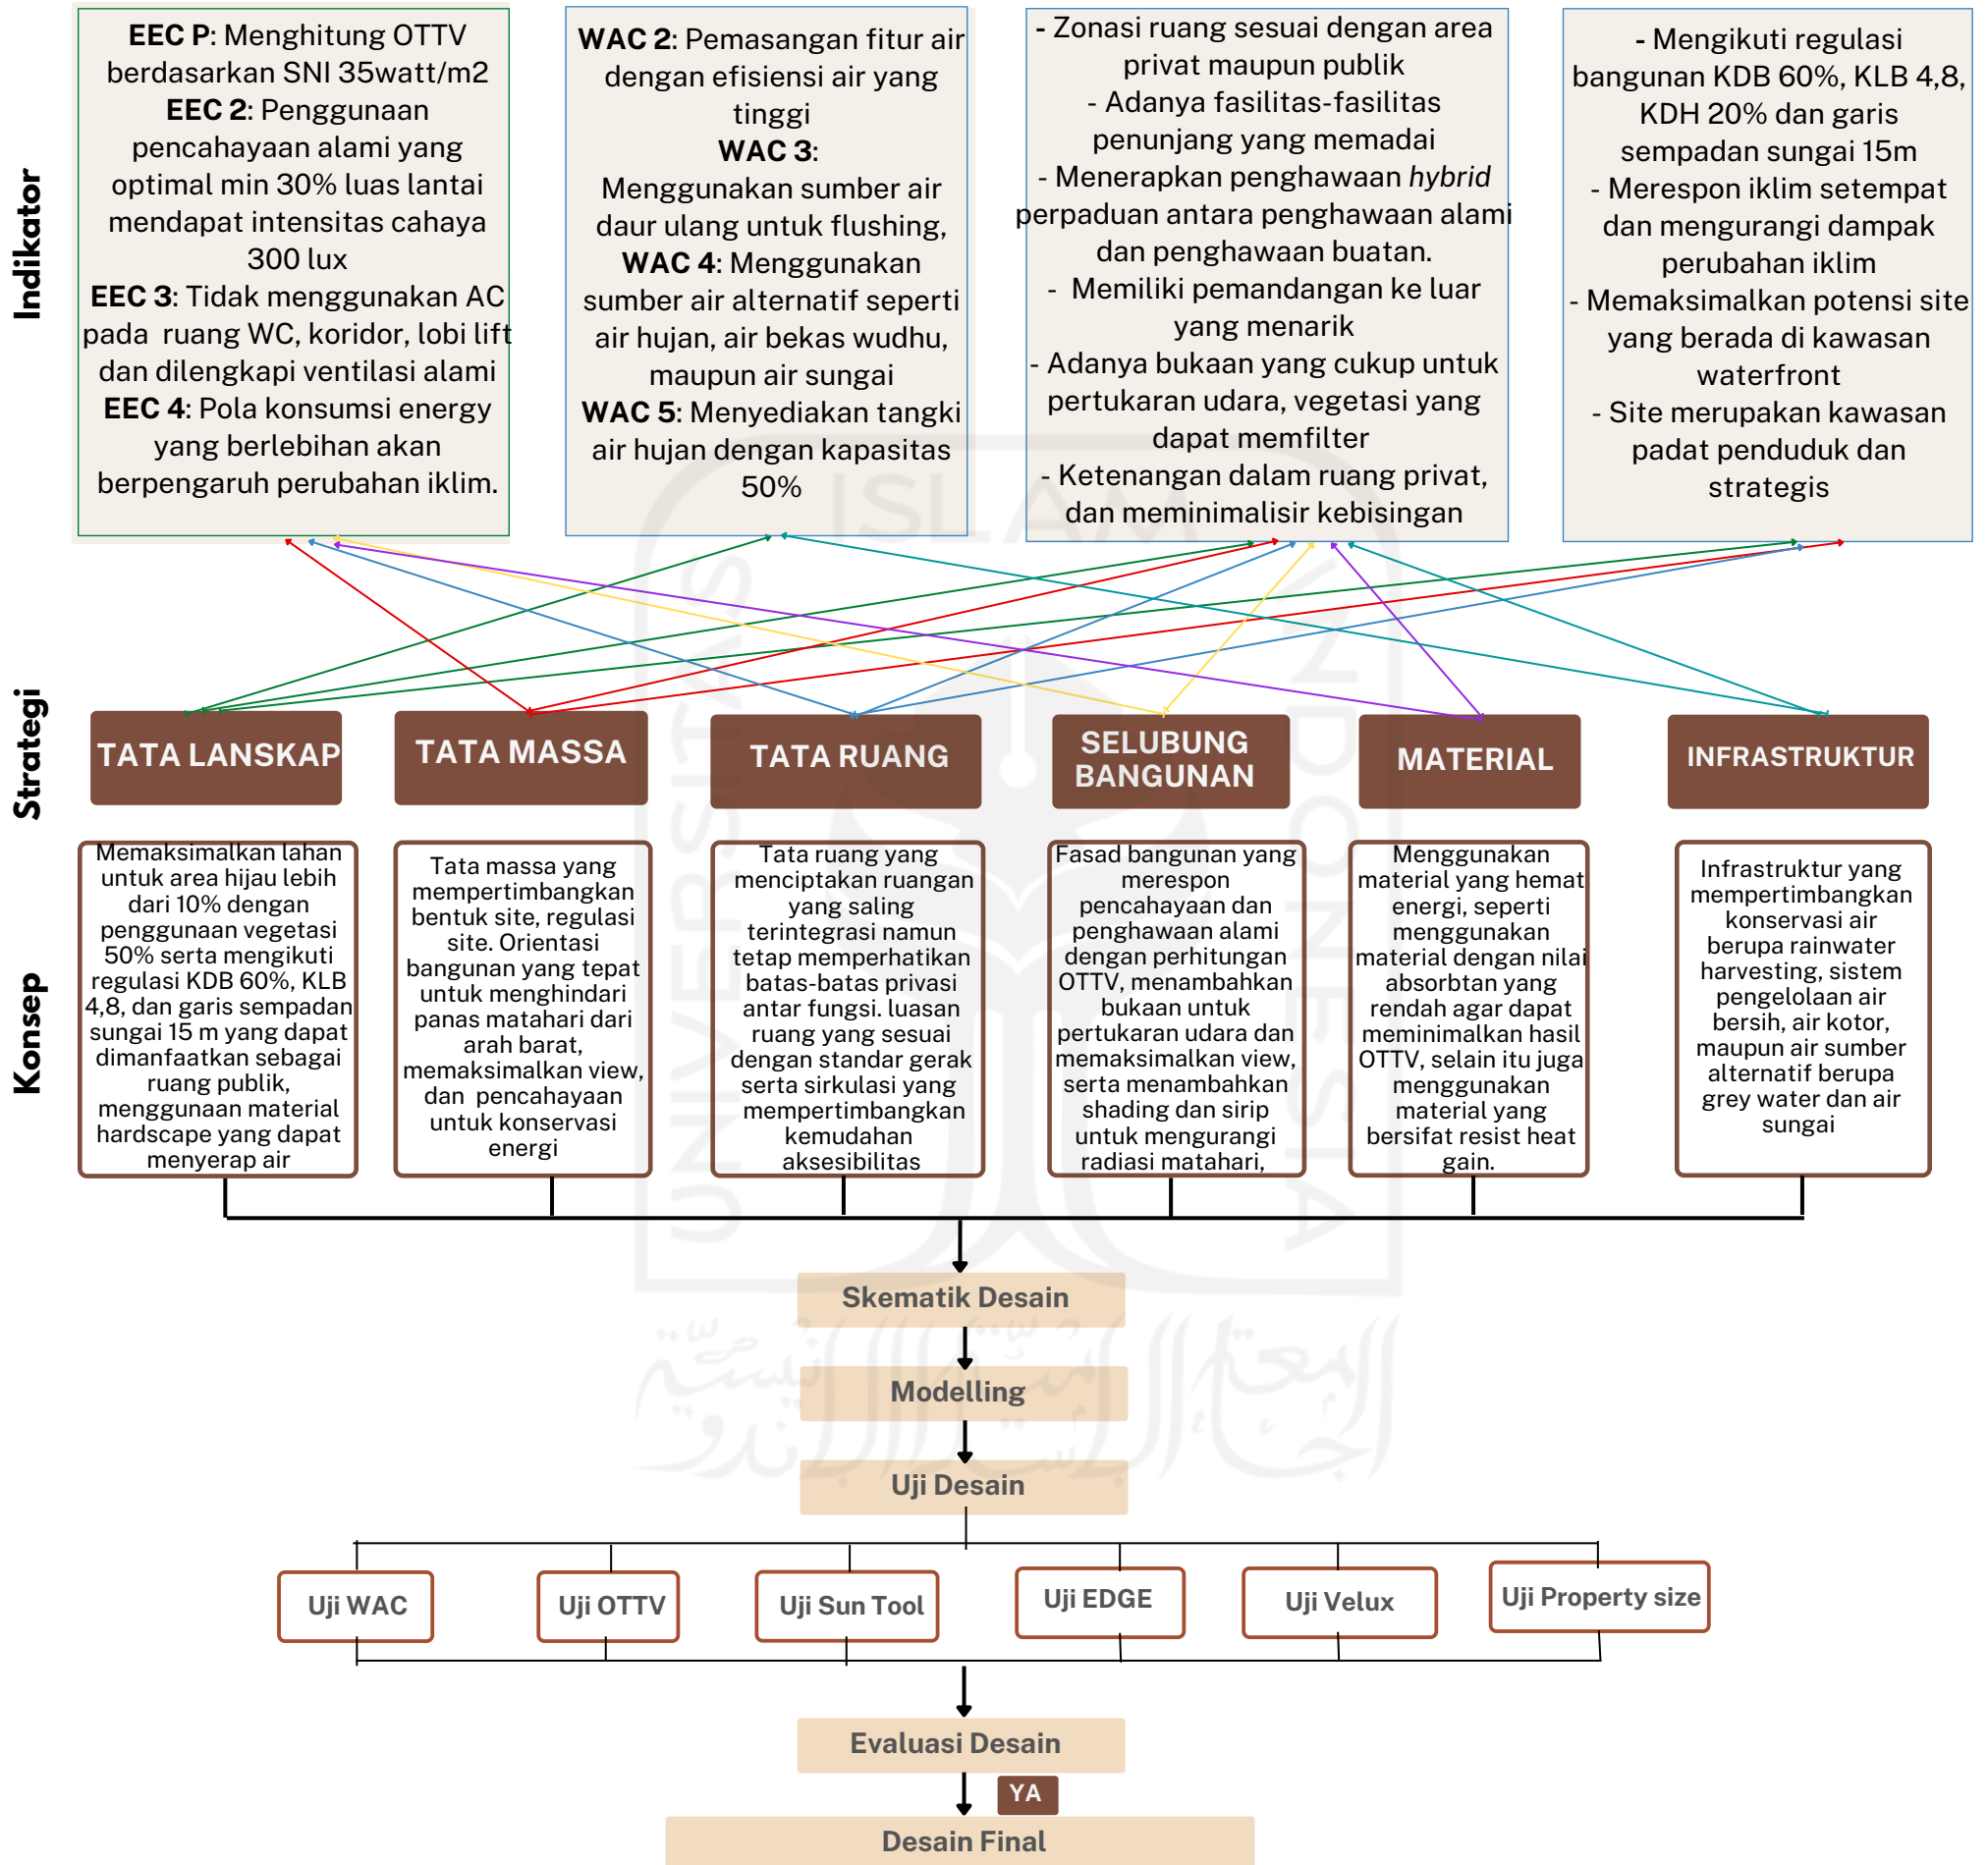 Indikator
EEC P: Menghitung OTTV
berdasarkan SNI 35watt/m2
EEC 2: Penggunaan
pencahayaan alami yang
optimal min 30% luas lantai
mendapat intensitas cahaya
300 lux
EEC 3: Tidak menggunakan AC
pada ruang WC, koridor, lobi lift
dan dilengkapi ventilasi alami
EEC 4: Pola konsumsi energy
yang berlebihan akan
berpengaruh perubahan iklim.
WAC 2: Pemasangan fitur air
dengan efisiensi air yang
tinggi
WAC 3:
Menggunakan sumber air
daur ulang untuk flushing,
WAC 4: Menggunakan
sumber air alternatif seperti
air hujan, air bekas wudhu,
maupun air sungai
WAC 5: Menyediakan tangki
air hujan dengan kapasitas
50%
- Zonasi ruang sesuai dengan area
privat maupun publik
- Adanya fasilitas-fasilitas
penunjang yang memadai
- Menerapkan penghawaan hybrid
perpaduan antara penghawaan alami
dan penghawaan buatan.
- Memiliki pemandangan ke luar
yang menarik
- Adanya bukaan yang cukup untuk
pertukaran udara, vegetasi yang
dapat memfilter
- Ketenangan dalam ruang privat,
dan meminimalisir kebisingan
- Mengikuti regulasi
bangunan KDB 60%, KLB 4,8,
KDH 20% dan garis
sempadan sungai 15m
- Merespon iklim setempat
dan mengurangi dampak
perubahan iklim
- Memaksimalkan potensi site
yang berada di kawasan
waterfront
- Site merupakan kawasan
padat penduduk dan
strategis
Strategi
TATA LANSKAP
TATA MASSA
TATA RUANG
SELUBUNG
BANGUNAN
MATERIAL
INFRASTRUKTUR
Konsep
Memaksimalkan lahan
untuk area hijau lebih
dari 10% dengan
penggunaan vegetasi
50% serta mengikuti
regulasi KDB 60%, KLB
4,8, dan garis sempadan
sungai 15 m yang dapat
dimanfaatkan sebagai
ruang publik,
menggunaan material
hardscape yang dapat
menyerap air
Tata massa yang
mempertimbangkan
bentuk site, regulasi
site. Orientasi
bangunan yang tepat
untuk menghindari
panas matahari dari
arah barat,
memaksimalkan view,
dan pencahayaan
untuk konservasi
energi
Tata ruang yang
menciptakan ruangan
yang saling
terintegrasi namun
tetap memperhatikan
batas-batas privasi
antar fungsi. luasan
ruang yang sesuai
dengan standar gerak
serta sirkulasi yang
mempertimbangkan
kemudahan
aksesibilitas
Fasad bangunan yang
merespon
pencahayaan dan
penghawaan alami
dengan perhitungan
OTTV, menambahkan
bukaan untuk
pertukaran udara dan
memaksimalkan view,
serta menambahkan
shading dan sirip
untuk mengurangi
radiasi matahari,
Menggunakan
material yang hemat
energi, seperti
menggunakan
material dengan nilai
absorbtan yang
rendah agar dapat
meminimalkan hasil
OTTV, selain itu juga
menggunakan
material yang
bersifat resist heat
gain.
Infrastruktur yang
mempertimbangkan
konservasi air
berupa rainwater
harvesting, sistem
pengelolaan air
bersih, air kotor,
maupun air sumber
alternatif berupa
grey water dan air
sungai
UNIVERSITAS
ISLAM
INDONESIA
Skematik Desain
Modelling
Uji Desain
Uji WAC
Uji OTTV
Uji Sun Tool
Uji EDGE
Uji Velux
Uji Property size
Evaluasi Desain
YA
Desain Final